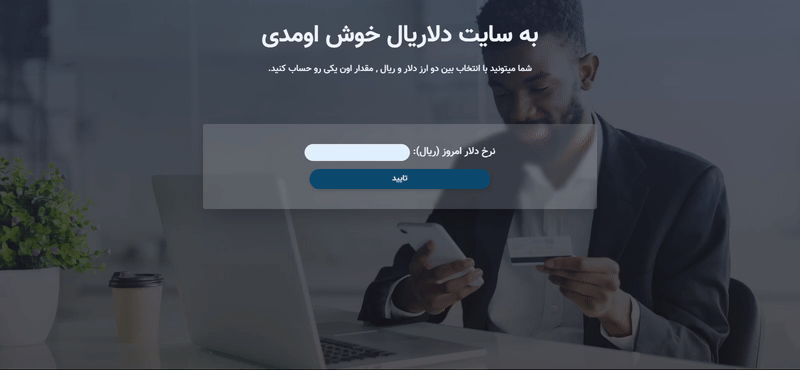 به سایت دلاریال خوش اومدی
شما میتونید با انتخاب بین دو ارز دلار و ریال , مقدار اون یکی رو حساب کنید.
نرخ دلار امروز (ریال):
تایید